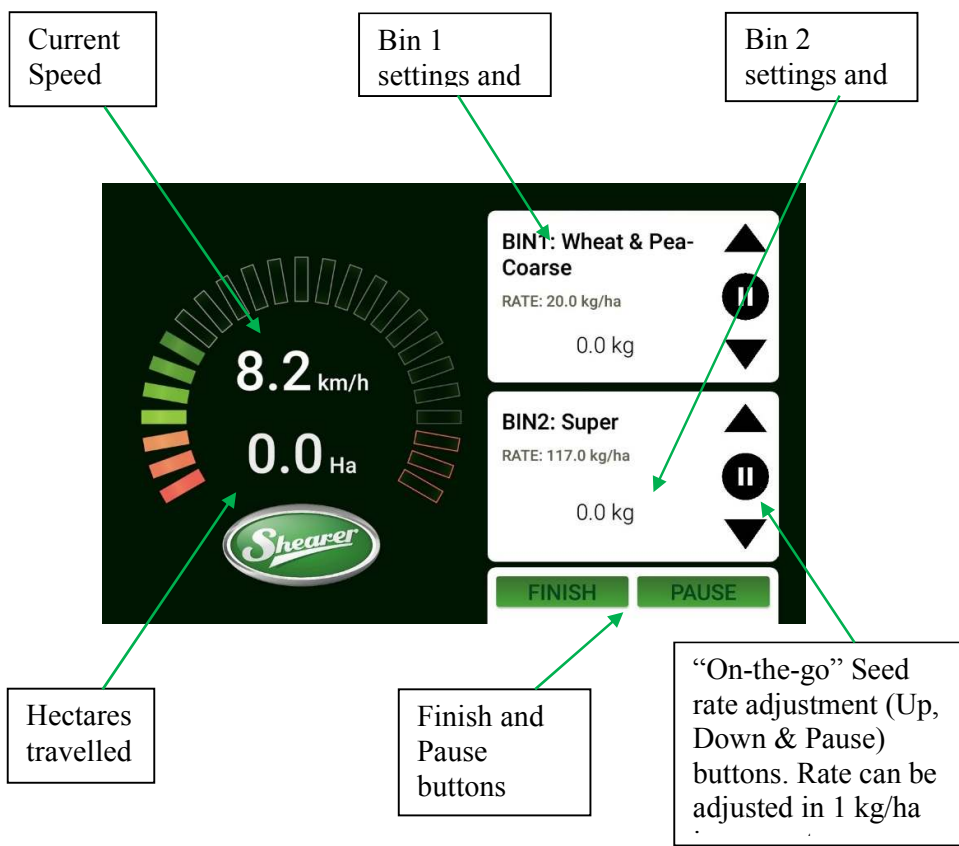 Current
Speed
Bin 1
settings and
Bin 2
settings and
BIN1: Wheat & Pea-
Coarse
RATE: 20.0 kg/ha
0.0 kg
8.2 km/h
0.0 Ha
Shearer
BIN2: Super
RATE: 117.0 kg/ha
0.0 kg
FINISH
PAUSE
Hectares
travelled
Finish and
Pause
buttons
“On-the-go” Seed
rate adjustment (Up,
Down & Pause)
buttons. Rate can be
adjusted in 1 kg/ha